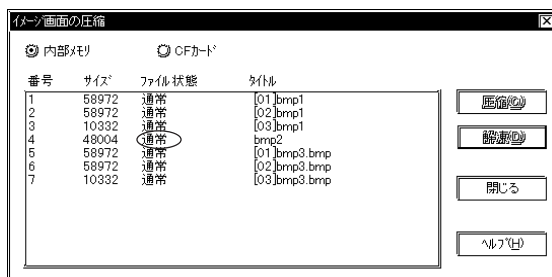 イメージ画面の圧縮
内部メモリ CFカード
番号 サイズ ファイル状態 タイトル
1 58972 通常 [01]bmp1
2 58972 通常 [02]bmp1
3 10332 通常 [03]bmp1
4 48004 通常 bmp2
5 58972 通常 [01]bmp3.bmp
6 58972 通常 [02]bmp3.bmp
7 10332 通常 [03]bmp3.bmp
圧縮(C)
解凍(D)
閉じる
ヘルプ(H)